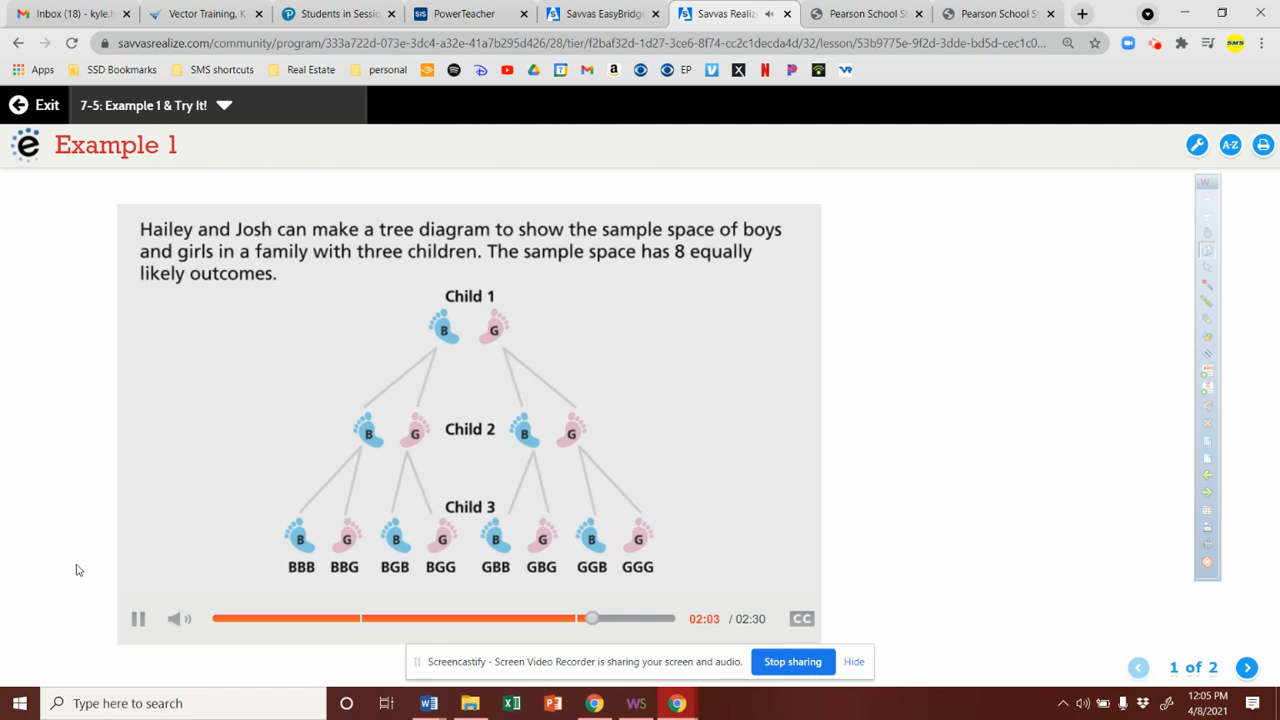 Inbox (18) - kyle.h
Vector Training, K
Students in Sessi
PowerTeacher
Savvas EasyBridg
Savvas Realize
Pearson School S
Pearson School S
savvasrealize.com/community/program/333a722d-073e-3dc4-a32e-41a7b295d426/28/tier/f2baf32d-1d27-3ce6-8f74-cc2c1decda4d/32/lesson/53b9775e-9f2d-3dde-bd5d-cec1c0...
SMS
Apps
SSD Bookmarks
SMS shortcuts
Real Estate
personal
EP
Exit
7-5: Example 1 & Try It!
e
Example 1
A-Z
Hailey and Josh can make a tree diagram to show the sample space of boys
and girls in a family with three children. The sample space has 8 equally
likely outcomes.
Child 1
B G
B G Child 2 B G
Child 3
B G B G B G B G
BBB BBG BGB BGG GBB GBG GGB GGG
02:03 / 02:30
CC
Screencastify - Screen Video Recorder is sharing your screen and audio.
Stop sharing
Hide
1 of 2
Type here to search
12:05 PM
4/8/2021